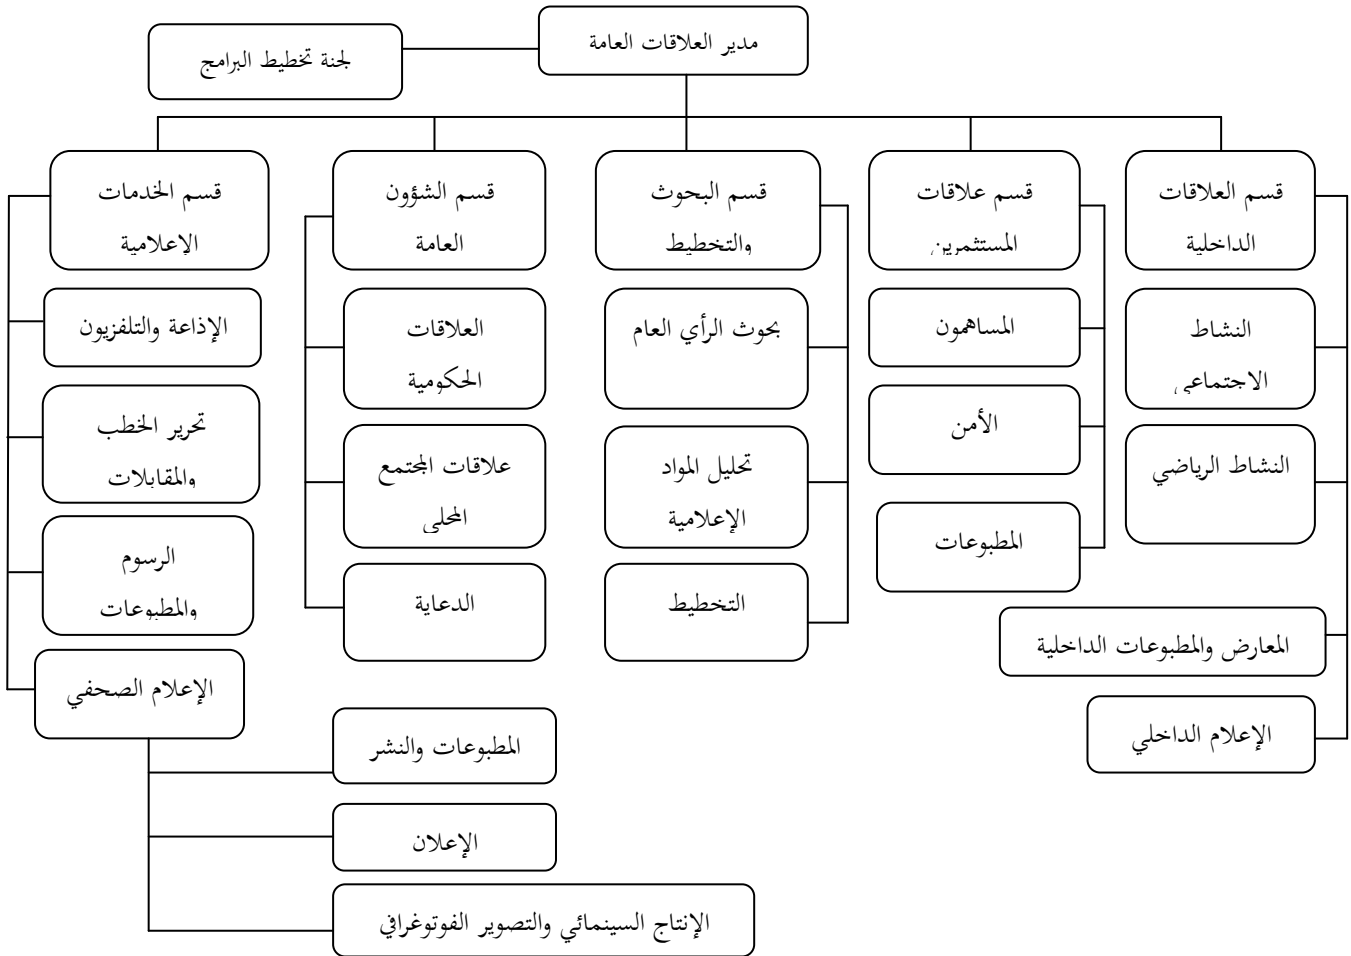 مدير العلاقات العامة
لجنة تخطيط البرامج
قسم العلاقات
الداخلية
قسم علاقات
المستثمرين
قسم البحوث
والتخطيط
قسم الشؤون
العامة
قسم الخدمات
الإعلامية
النشاط
الاجتماعي
النشاط الرياضي
المعارض والمطبوعات الداخلية
الإعلام الداخلي
المساهمون
الأمن
المطبوعات
بحوث الرأي العام
تحليل المواد
الإعلامية
التخطيط
العلاقات
الحكومية
علاقات المجتمع
المحلي
الدعاية
الإذاعة والتلفزيون
تحرير الخطب
والمقابلات
الرسوم
والمطبوعات
الإعلام الصحفي
المطبوعات والنشر
الإعلان
الإنتاج السينمائي والتصوير الفوتوغرافي